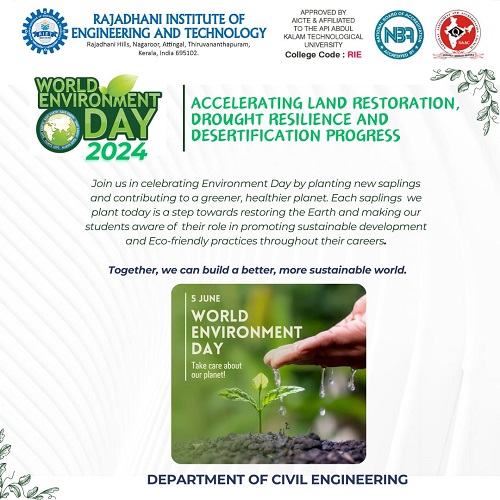 RAJADHANI INSTITUTE OF
ENGINEERING AND TECHNOLOGY
Rajadhani Hills, Nagaroor, Attingal, Thiruvananthapuram,
Kerala, India 695102.
APPROVED BY
AICTE & AFFILIATED
TO THE API ABDUL
KALAM TECHNOLOGICAL
UNIVERSITY
College Code : RIE
RIET
NBA
NAAC
WORLD
ENVIRONMENT
DAY
2024
ACCELERATING LAND RESTORATION,
DROUGHT RESILIENCE AND
DESERTIFICATION PROGRESS
Join us in celebrating Environment Day by planting new saplings
and contributing to a greener, healthier planet. Each saplings we
plant today is a step towards restoring the Earth and making our
students aware of their role in promoting sustainable development
and Eco-friendly practices throughout their careers.
Together, we can build a better, more sustainable world.
5 JUNE
WORLD
ENVIRONMENT
DAY
Take care about
our planet!
DEPARTMENT OF CIVIL ENGINEERING